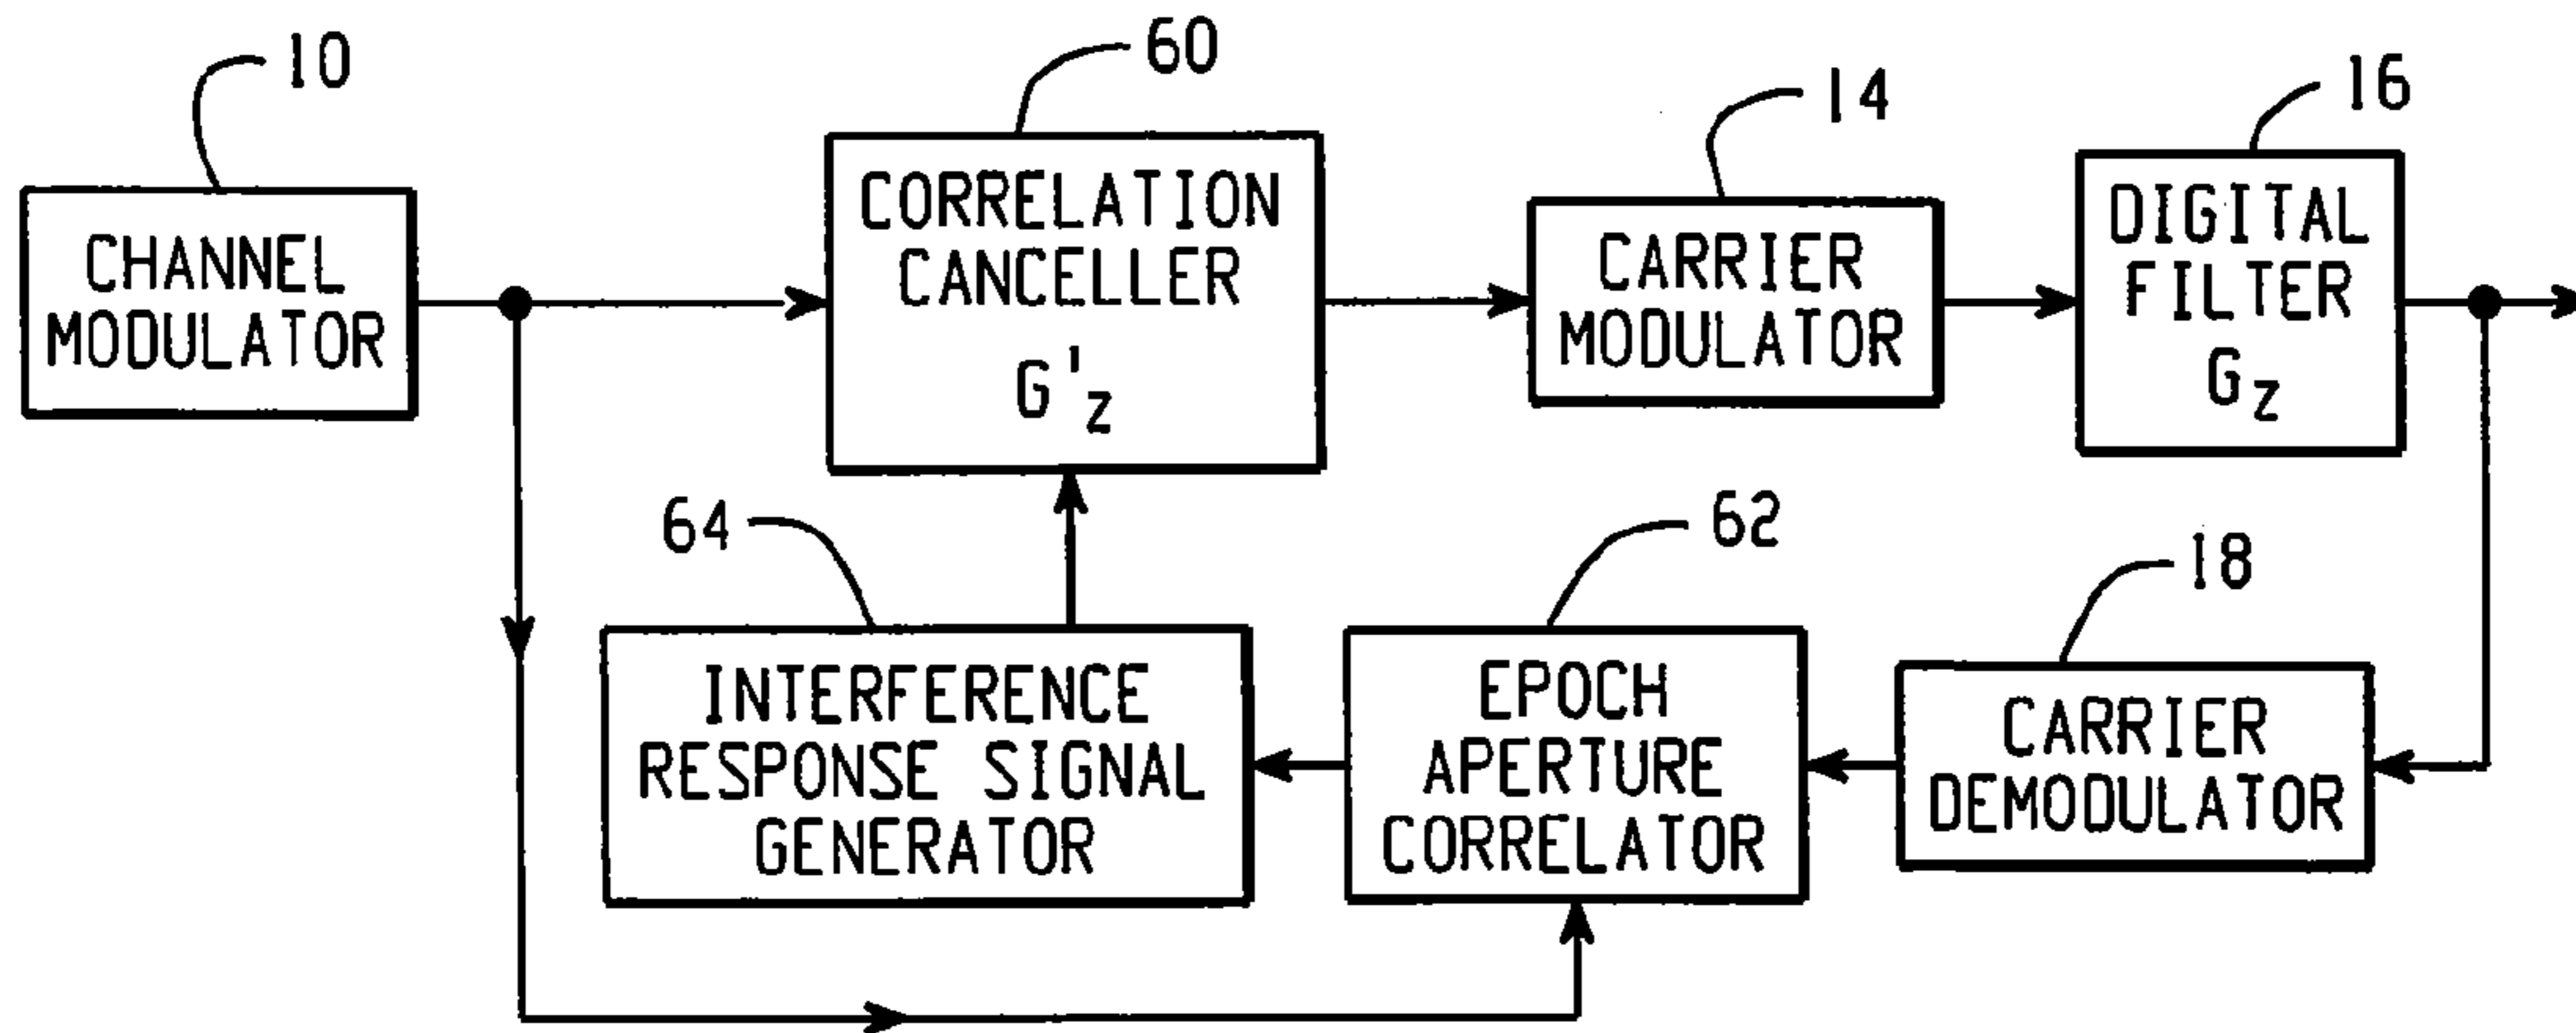 10
60
14
16
CHANNEL
MODULATOR
CORRELATION
CANCELLER
G'z
CARRIER
MODULATOR
DIGITAL
FILTER
Gz
64
62
18
INTERFERENCE
RESPONSE SIGNAL
GENERATOR
EPOCH
APERTURE
CORRELATOR
CARRIER
DEMODULATOR